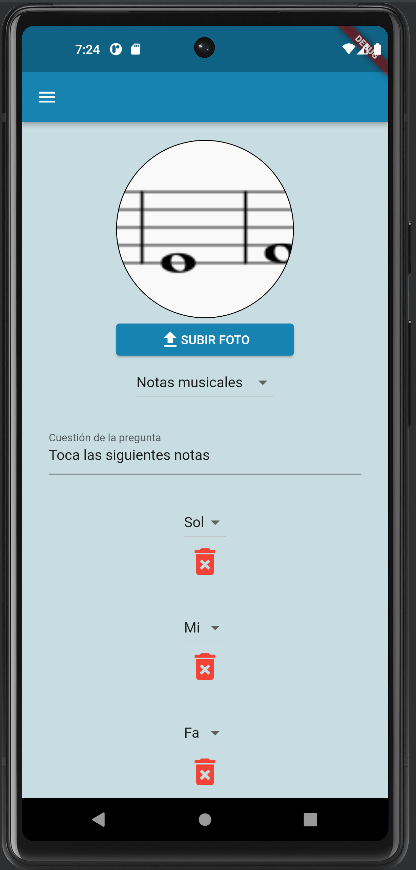 7:24
DEBUG
SUBIR FOTO
Notas musicales
Cuestión de la pregunta
Toca las siguientes notas
Sol
Mi
Fa